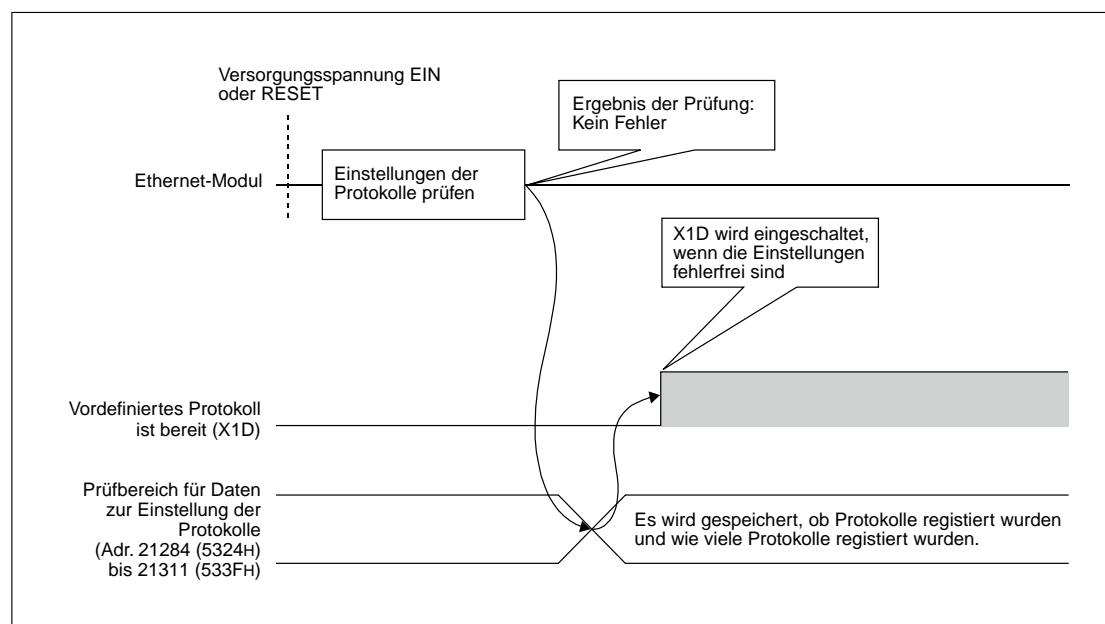 Versorgungsspannung EIN
oder RESET
Ergebnis der Prüfung:
Kein Fehler
Ethernet-Modul
Einstellungen der
Protokolle prüfen
X1D wird eingeschaltet,
wenn die Einstellungen
fehlerfrei sind
Vordefiniertes Protokoll
ist bereit (X1D)
Prüfbereich für Daten
zur Einstellung der
Protokolle
(Adr. 21284 (5324H)
bis 21311 (533FH)
Es wird gespeichert, ob Protokolle registiert wurden
und wie viele Protokolle registiert wurden.